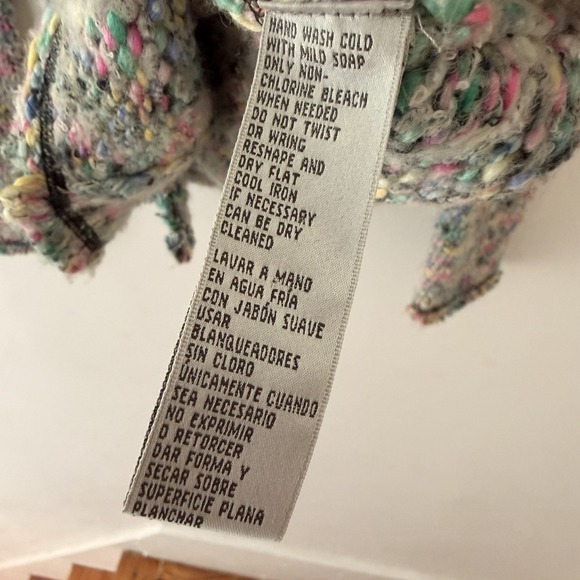 HAND WASH COLD
WITH MILD SOAP
ONLY NON-
CHLORINE BLEACH
WHEN NEEDED
DO NOT TWIST
OR WRING
RESHAPE AND
DRY FLAT
COOL IRON
IF NECESSARY
CAN BE DRY
CLEANED
LAVAR A MANO
EN AGUA FRÍA
CON JABÓN SUAVE
USAR
BLANQUEADORES
SIN CLORO
ÚNICAMENTE CUANDO
SEA NECESARIO
NO EXPRIMIR
O RETORCER
DAR FORMA Y
SECAR SOBRE
SUPERFICIE PLANA
PLANCHAR